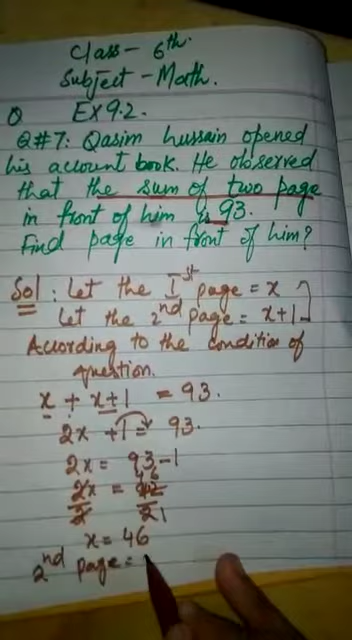 Class - 6th.
Subject - Math.
Q Ex 9.2.
Q#7: Qasim hussain opened
his account book. He observed
that the sum of two page
in front of him is 93.
Find page in front of him?
Sol: Let the 1st page = x
Let the 2nd page = x+1
According to the condition of
question.
x + x+1 = 93.
2x +1 = 93.
2x = 93-1
2x = 92
2 2
x = 46
2nd page =